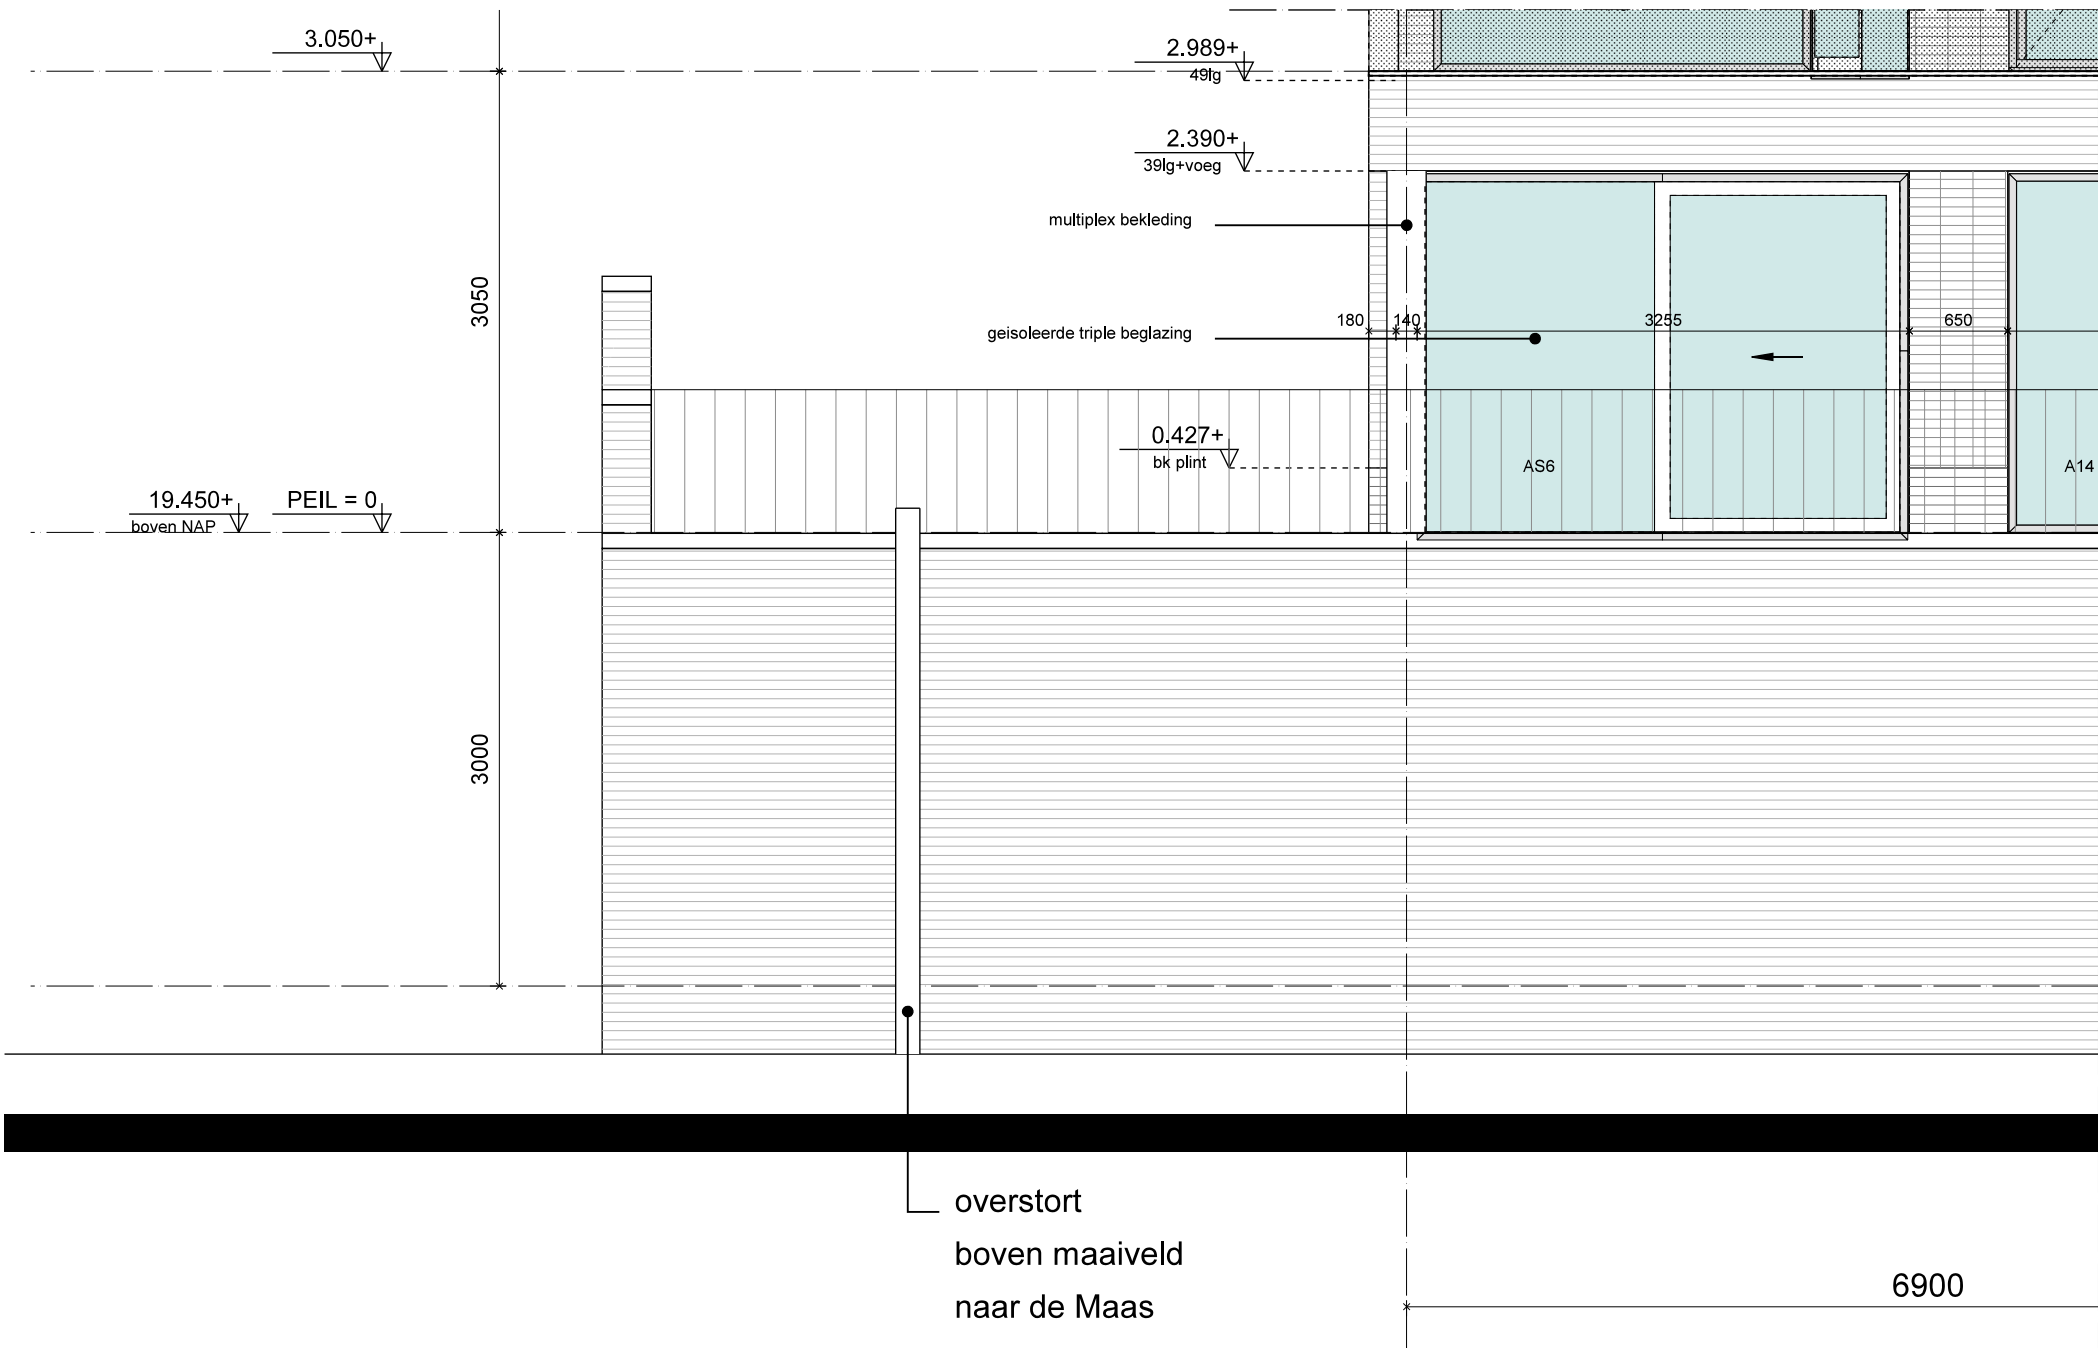 3.050+
2.989+
49lg
2.390+
39lg+voeg
multiplex bekleding
3050
180
140
3255
650
geisoleerde triple beglazing
0.427+
bk plint
AS6
A14
19.450+
boven NAP
PEIL = 0
3000
overstort
boven maaiveld
naar de Maas
6900